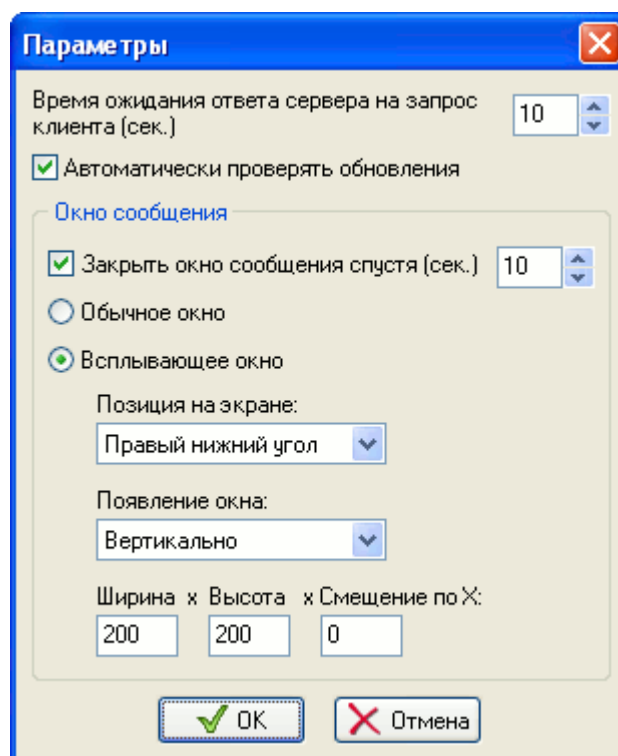 Параметры
Время ожидания ответа сервера на запрос
клиента (сек.)
10
Автоматически проверять обновления
Окно сообщения
Закрыть окно сообщения спустя (сек.)
10
Обычное окно
Всплывающее окно
Позиция на экране:
Правый нижний угол
Появление окна:
Вертикально
Ширина x Высота x Смещение по X:
200 200 0
OK Отмена